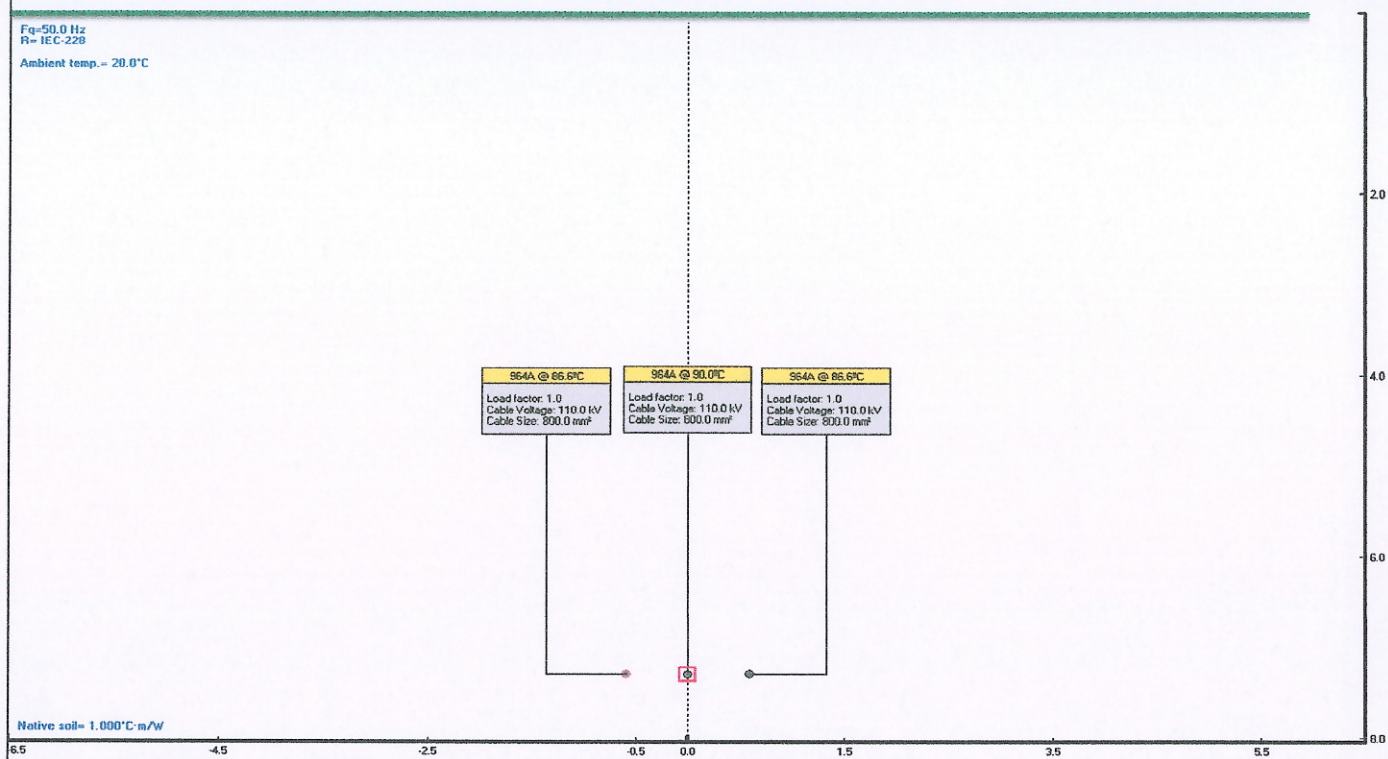 Fq=50.0 Hz
R= IEC-228
Ambient temp.= 20.0°C
2.0
964A @ 86.6ºC
Load factor: 1.0
Cable Voltage: 110.0 kV
Cable Size: 800.0 mm²
964A @ 90.0ºC
Load factor: 1.0
Cable Voltage: 110.0 kV
Cable Size: 800.0 mm²
964A @ 86.6ºC
Load factor: 1.0
Cable Voltage: 110.0 kV
Cable Size: 800.0 mm²
4.0
6.0
Native soil= 1.000°C·m/W
8.0
6.5 -4.5 -2.5 -0.5 0.0 1.5 3.5 5.5